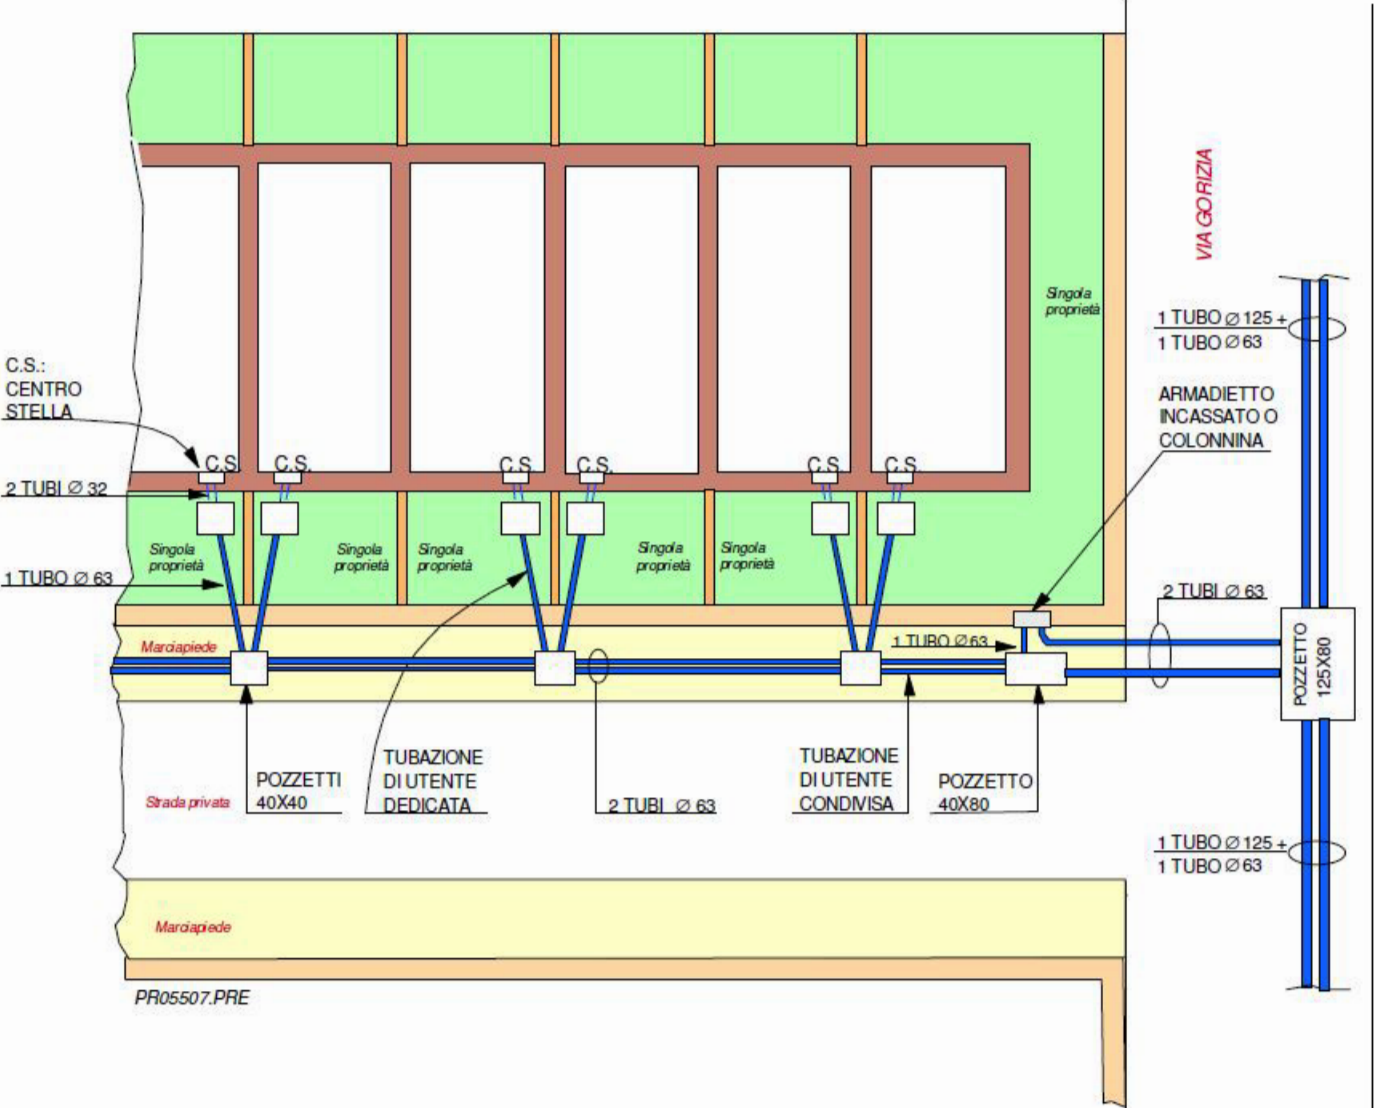 VIA GORIZIA
Singola
proprietà
1 TUBO ∅ 125 +
1 TUBO ∅ 63
C.S.:
CENTRO
STELLA
ARMADIETTO
INCASSATO O
COLONNINA
C.S.
C.S.
C.S.
C.S.
C.S.
C.S.
2 TUBI ∅ 32
Singola
proprietà
Singola
proprietà
Singola
proprietà
Singola
proprietà
Singola
proprietà
1 TUBO ∅ 63
2 TUBI ∅ 63
Marciapiede
1 TUBO ∅ 63
POZZETTO
125X80
POZZETTI
40X40
TUBAZIONE
DI UTENTE
DEDICATA
2 TUBI ∅ 63
TUBAZIONE
DI UTENTE
CONDIVISA
POZZETTO
40X80
Strada privata
1 TUBO ∅ 125 +
1 TUBO ∅ 63
Marciapiede
PR05507.PRE